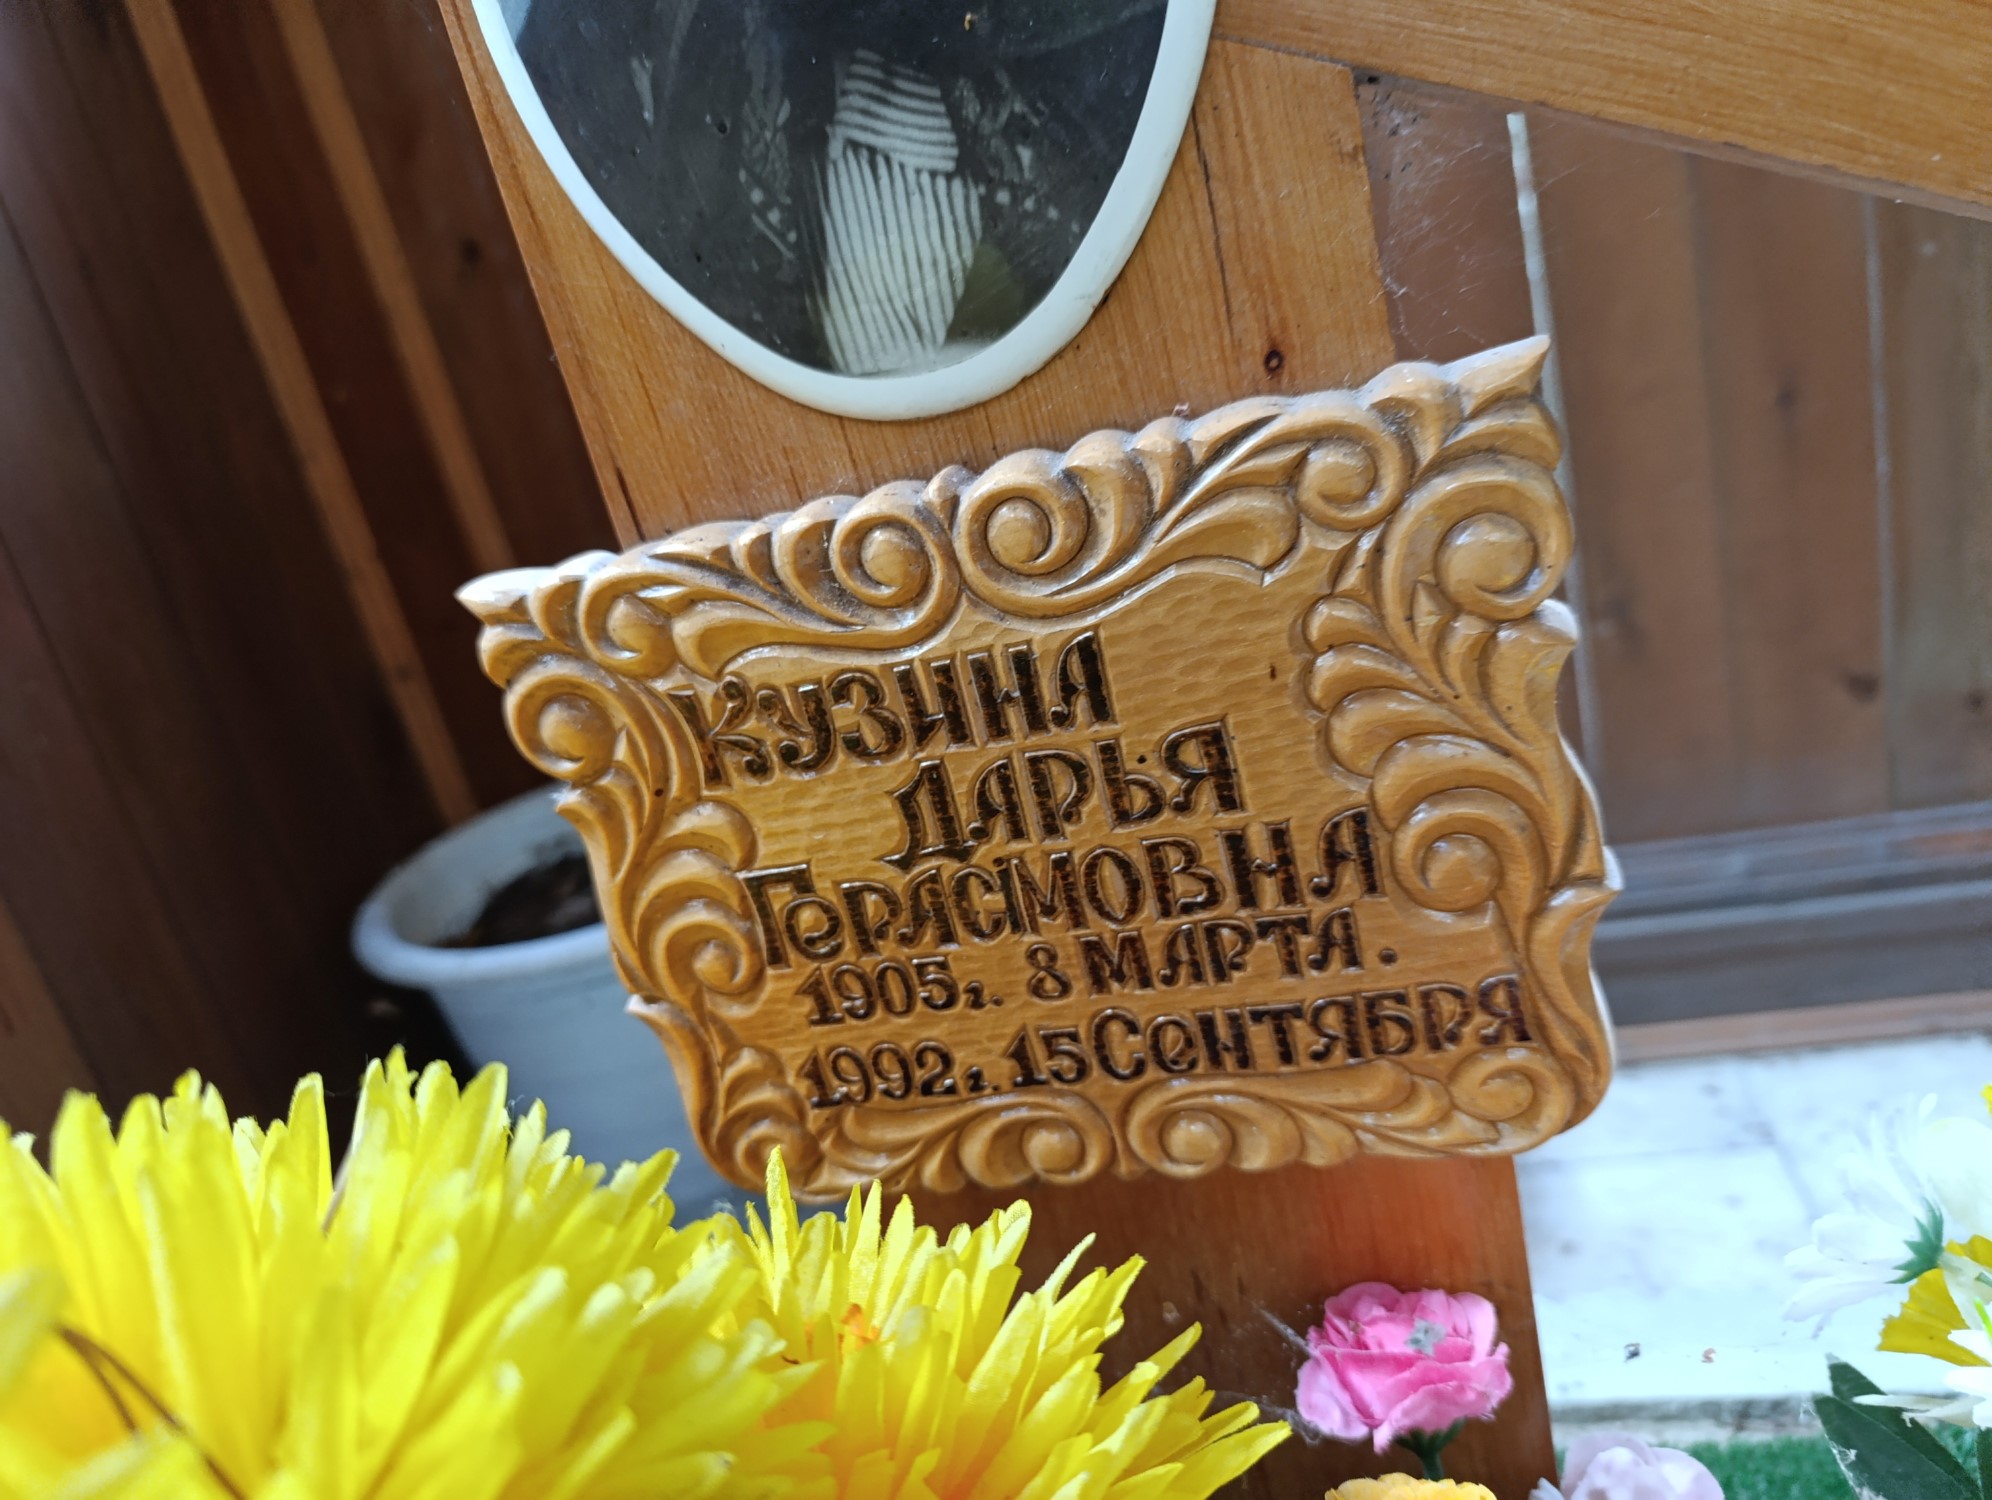 КУЗИНА
ДАРЬЯ
ГЕРАСИМОВНА
1905г. 8 МАРТА.
1992г. 15 СЕНТЯБРЯ